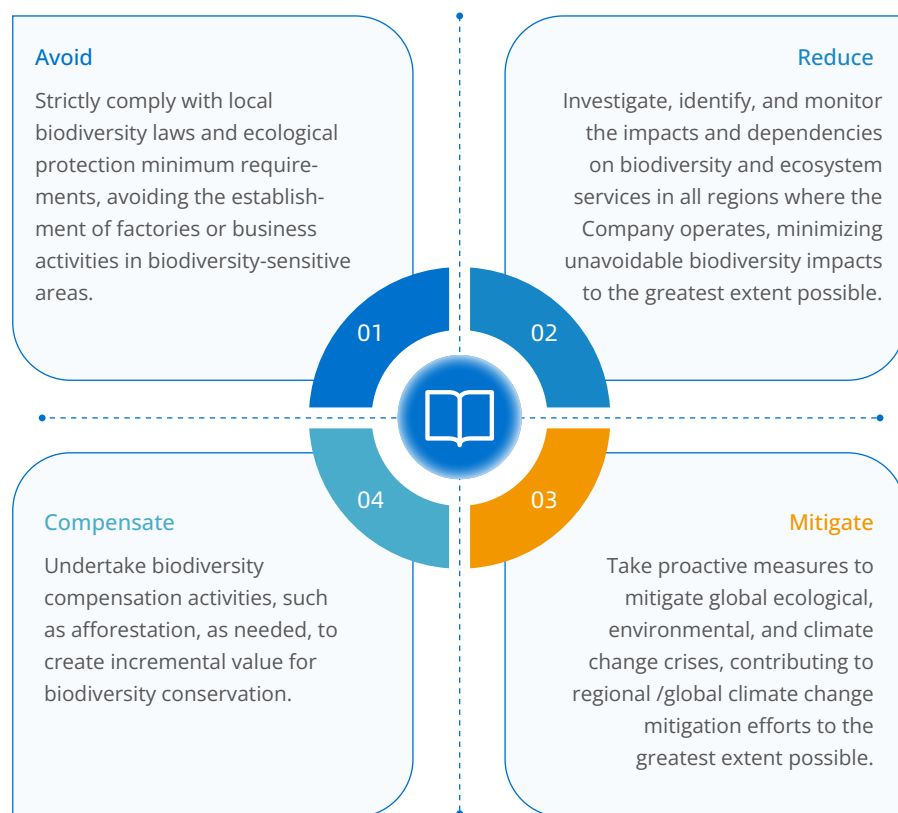 Avoid
Strictly comply with local
biodiversity laws and ecological
protection minimum require-
ments, avoiding the establish-
ment of factories or business
activities in biodiversity-sensitive
areas.
01
Reduce
Investigate, identify, and monitor
the impacts and dependencies
on biodiversity and ecosystem
services in all regions where the
Company operates, minimizing
unavoidable biodiversity impacts
to the greatest extent possible.
02
Mitigate
Take proactive measures to
mitigate global ecological,
environmental, and climate
change crises, contributing to
regional /global climate change
mitigation efforts to the
greatest extent possible.
03
Compensate
Undertake biodiversity
compensation activities, such
as afforestation, as needed, to
create incremental value for
biodiversity conservation.
04